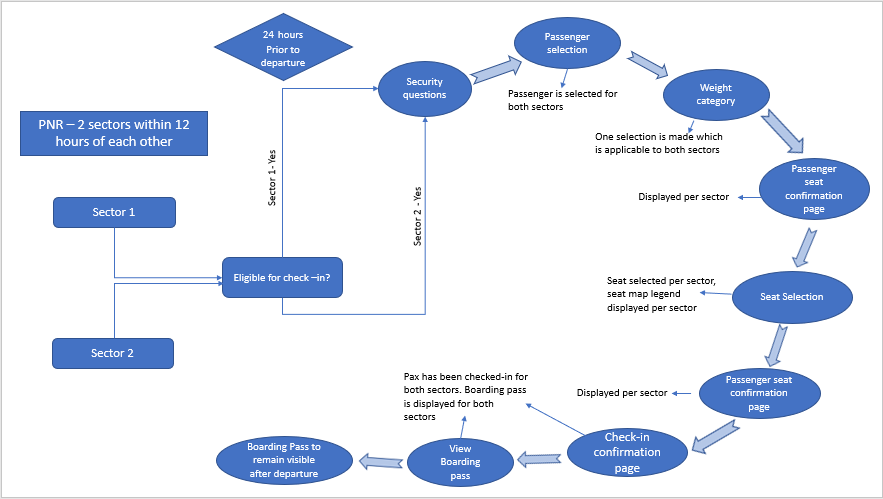 24 hours
Prior to
departure
Passenger
selection
Security
questions
Passenger is selected for
both sectors
Weight
category
PNR – 2 sectors within 12
hours of each other
One selection is made which
is applicable to both sectors
Sector 1-Yes
Sector 2 - Yes
Passenger
seat
confirmation
page
Displayed per sector
Sector 1
Eligible for check –in?
Seat selected per sector,
seat map legend
displayed per sector
Seat Selection
Sector 2
Passenger seat
confirmation
page
Displayed per sector
Pax has been checked-in for
both sectors. Boarding pass
is displayed for both
sectors
Check-in
confirmation
page
View
Boarding
pass
Boarding Pass to
remain visible
after departure